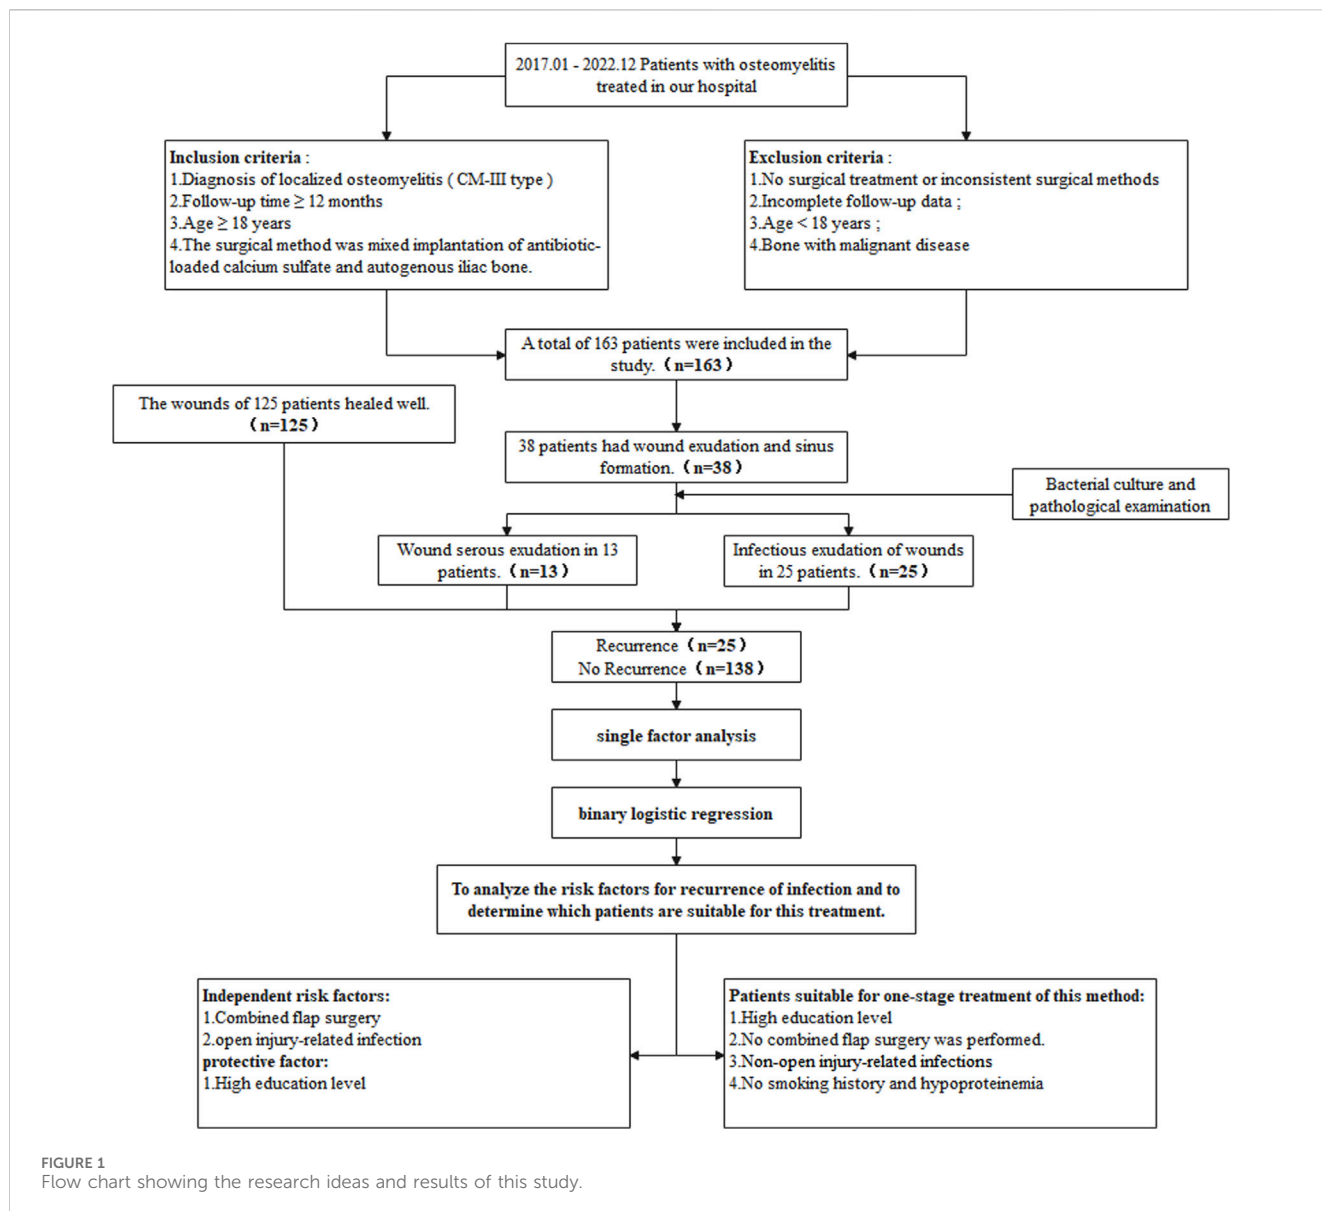 2017.01 - 2022.12 Patients with osteomyelitis
treated in our hospital
Inclusion criteria :
1.Diagnosis of localized osteomyelitis ( CM-III type )
2.Follow-up time ≥ 12 months
3.Age ≥ 18 years
4.The surgical method was mixed implantation of antibiotic-
loaded calcium sulfate and autogenous iliac bone.
Exclusion criteria :
1.No surgical treatment or inconsistent surgical methods
2.Incomplete follow-up data ;
3.Age < 18 years ;
4.Bone with malignant disease
A total of 163 patients were included in the
study.（n=163）
The wounds of 125 patients healed well.
（n=125）
38 patients had wound exudation and sinus
formation.（n=38）
Bacterial culture and
pathological examination
Wound serous exudation in 13
patients.（n=13）
Infectious exudation of wounds
in 25 patients.（n=25）
Recurrence（n=25）
No Recurrence（n=138）
single factor analysis
binary logistic regression
To analyze the risk factors for recurrence of infection and to
determine which patients are suitable for this treatment.
Independent risk factors:
1.Combined flap surgery
2.open injury-related infection
protective factor:
1.High education level
Patients suitable for one-stage treatment of this method:
1.High education level
2.No combined flap surgery was performed.
3.Non-open injury-related infections
4.No smoking history and hypoproteinemia
FIGURE 1
Flow chart showing the research ideas and results of this study.